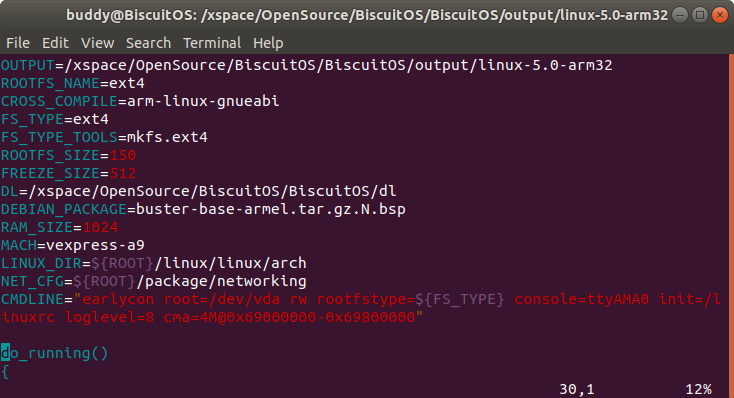 buddy@BiscuitOS: /xspace/OpenSource/BiscuitOS/BiscuitOS/output/linux-5.0-arm32
File Edit View Search Terminal Help
OUTPUT=/xspace/OpenSource/BiscuitOS/BiscuitOS/output/linux-5.0-arm32
ROOTFS_NAME=ext4
CROSS_COMPILE=arm-linux-gnueabi
FS_TYPE=ext4
FS_TYPE_TOOLS=mkfs.ext4
ROOTFS_SIZE=150
FREEZE_SIZE=512
DL=/xspace/OpenSource/BiscuitOS/BiscuitOS/dl
DEBIAN_PACKAGE=buster-base-armel.tar.gz.N.bsp
RAM_SIZE=1024
MACH=vexpress-a9
LINUX_DIR=${ROOT}/linux/linux/arch
NET_CFG=${ROOT}/package/networking
CMDLINE="earlycon root=/dev/vda rw rootfstype=${FS_TYPE} console=ttyAMA0 init=/l
inuxrc loglevel=8 cma=4M@0x69000000-0x69800000"
do_running()
{
30,1 12%